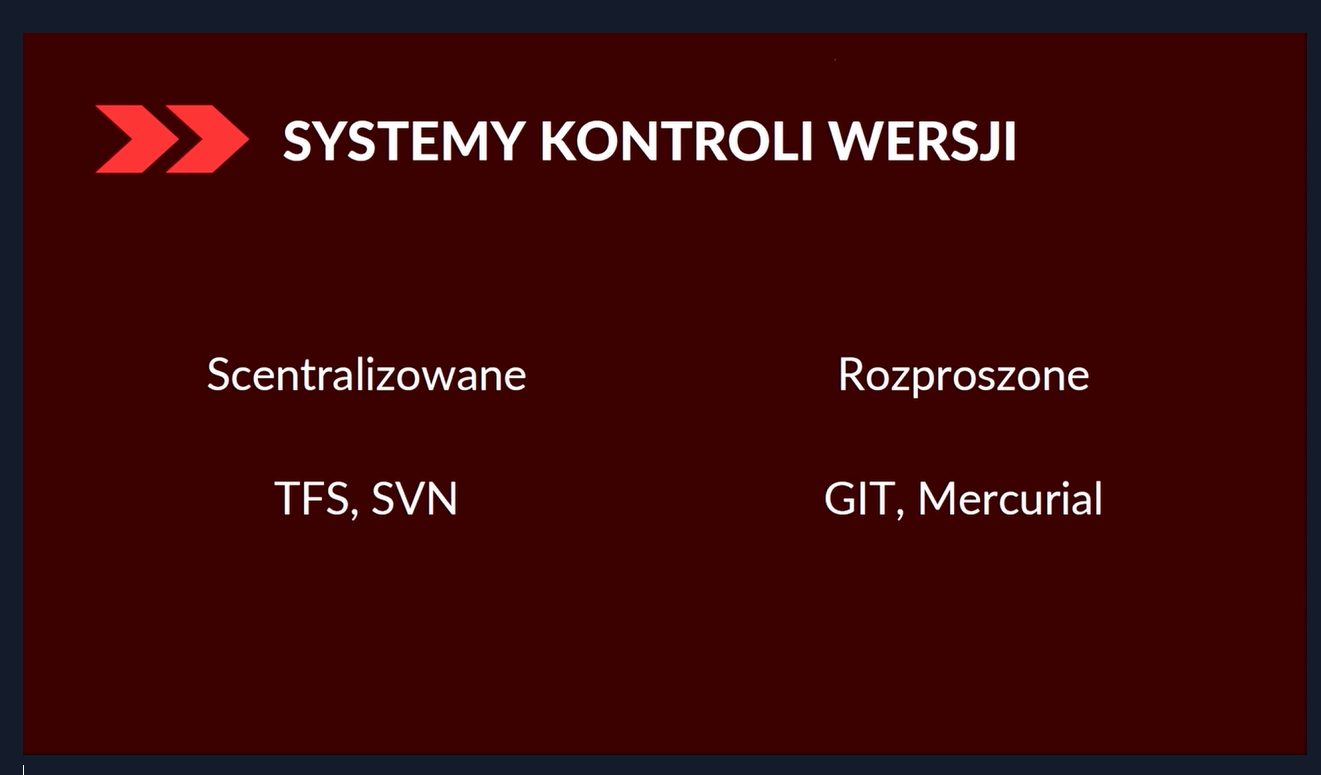 SYSTEMY KONTROLI WERSJI
Scentralizowane
Rozproszone
TFS, SVN
GIT, Mercurial